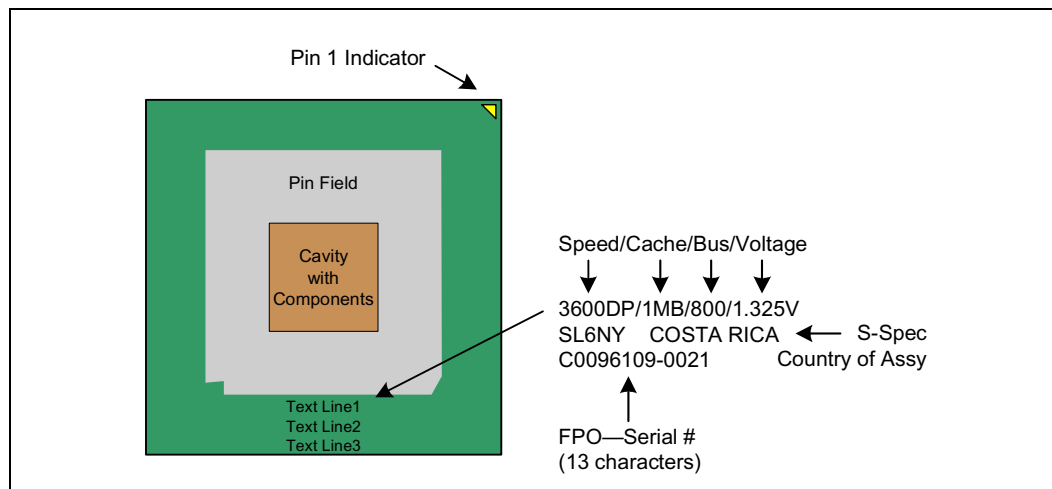 Pin 1 Indicator
Pin Field
Cavity
with
Components
Text Line1
Text Line2
Text Line3
Speed/Cache/Bus/Voltage
3600DP/1MB/800/1.325V
SL6NY COSTA RICA
C0096109-0021
S-Spec
Country of Assy
FPO—Serial #
(13 characters)